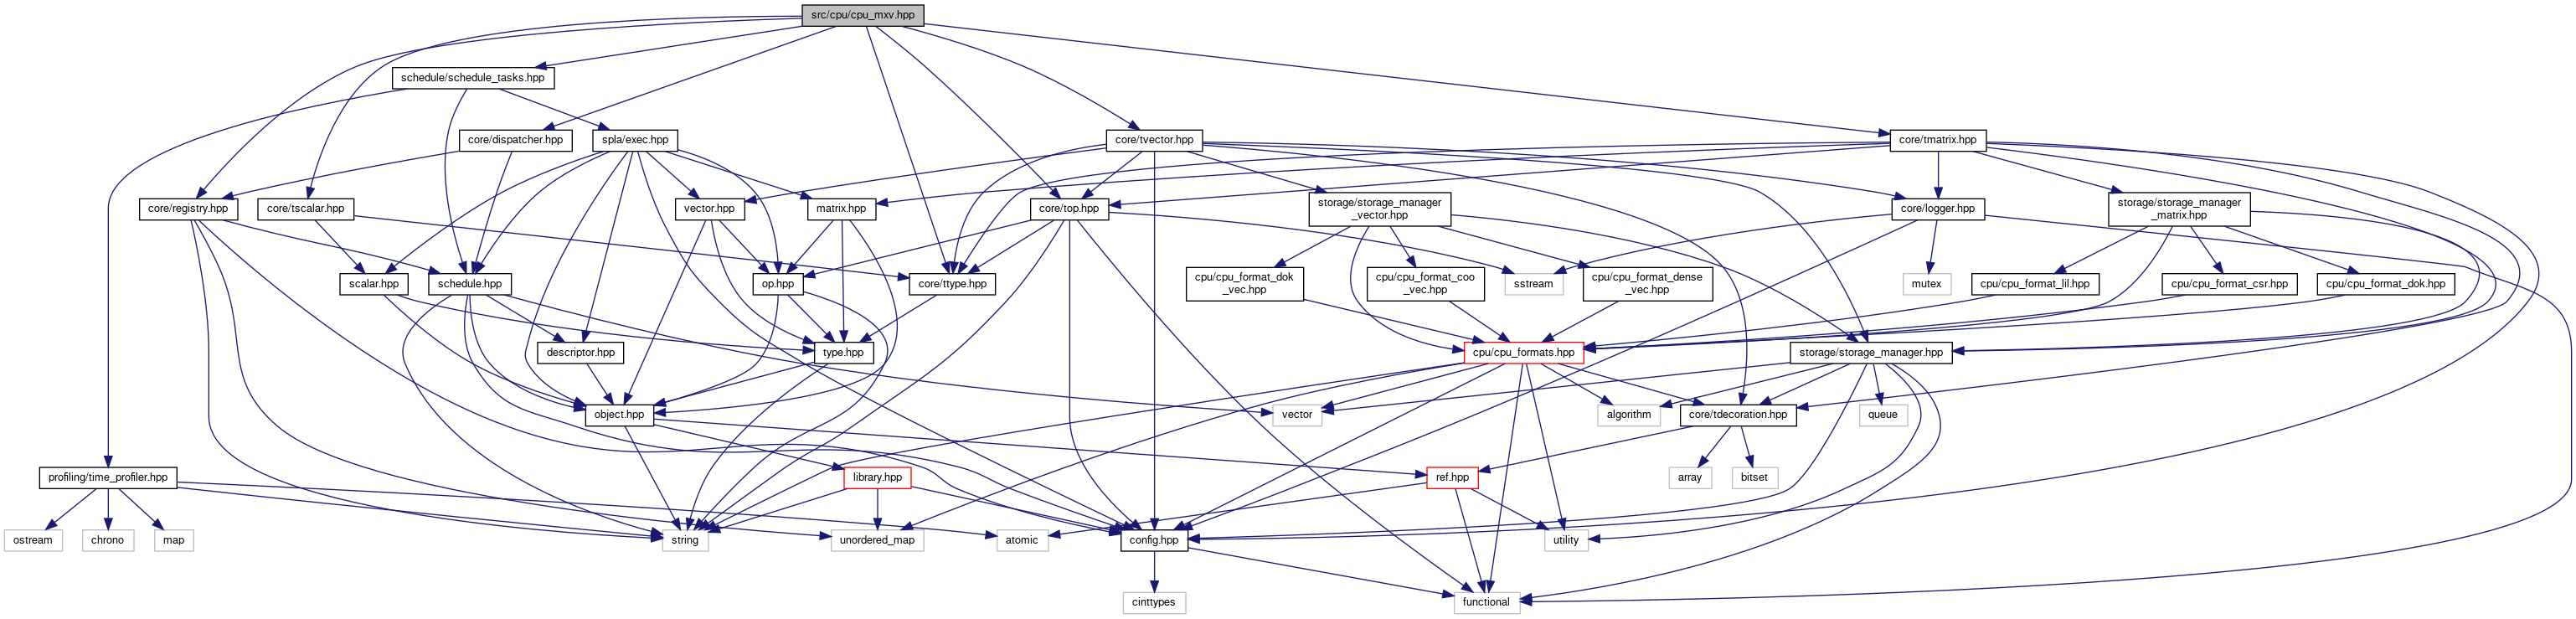 src/cpu/cpu_mxv.hpp
schedule/schedule_tasks.hpp
core/dispatcher.hpp
spla/exec.hpp
core/tvector.hpp
core/tmatrix.hpp
core/registry.hpp
core/tscalar.hpp
vector.hpp
matrix.hpp
core/top.hpp
storage/storage_manager
_vector.hpp
core/logger.hpp
storage/storage_manager
_matrix.hpp
scalar.hpp
schedule.hpp
op.hpp
core/ttype.hpp
cpu/cpu_format_dok
_vec.hpp
cpu/cpu_format_coo
_vec.hpp
sstream
cpu/cpu_format_dense
_vec.hpp
mutex
cpu/cpu_format_lil.hpp
cpu/cpu_format_csr.hpp
cpu/cpu_format_dok.hpp
descriptor.hpp
type.hpp
cpu/cpu_formats.hpp
storage/storage_manager.hpp
object.hpp
vector
algorithm
core/tdecoration.hpp
queue
profiling/time_profiler.hpp
library.hpp
ref.hpp
array
bitset
ostream
chrono
map
string
unordered_map
atomic
config.hpp
utility
cinttypes
functional